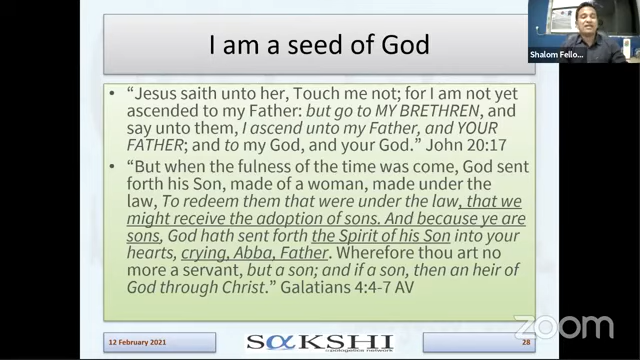 I am a seed of God
Shalom Fello...
• “Jesus saith unto her, Touch me not; for I am not yet
ascended to my Father: but go to MY BRETHREN, and
say unto them, I ascend unto my Father, and YOUR
FATHER; and to my God, and your God.” John 20:17
• “But when the fulness of the time was come, God sent
forth his Son, made of a woman, made under the
law, To redeem them that were under the law, that we
might receive the adoption of sons. And because ye are
sons, God hath sent forth the Spirit of his Son into your
hearts, crying, Abba, Father. Wherefore thou art no
more a servant, but a son; and if a son, then an heir of
God through Christ.” Galatians 4:4-7 AV
12 February 2021
SαKSHI
an apologetics network
28
zoom